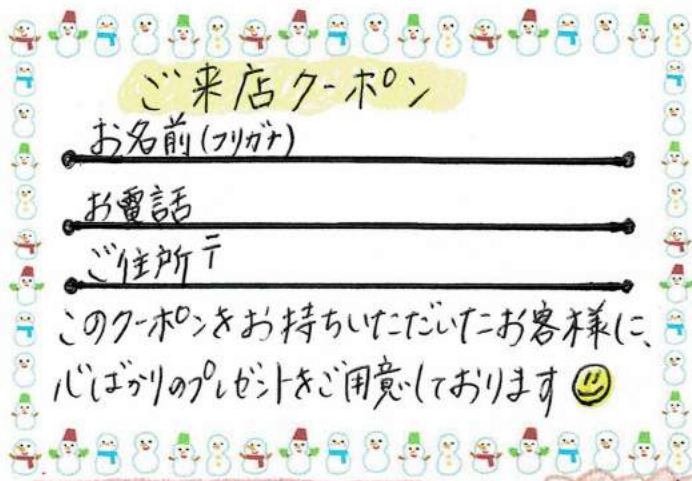 ご来店クーポン
お名前(フリガナ)
お電話
ご住所〒
このクーポンをお持ちいただいたお客様に、
心ばかりのプレゼントをご用意しております